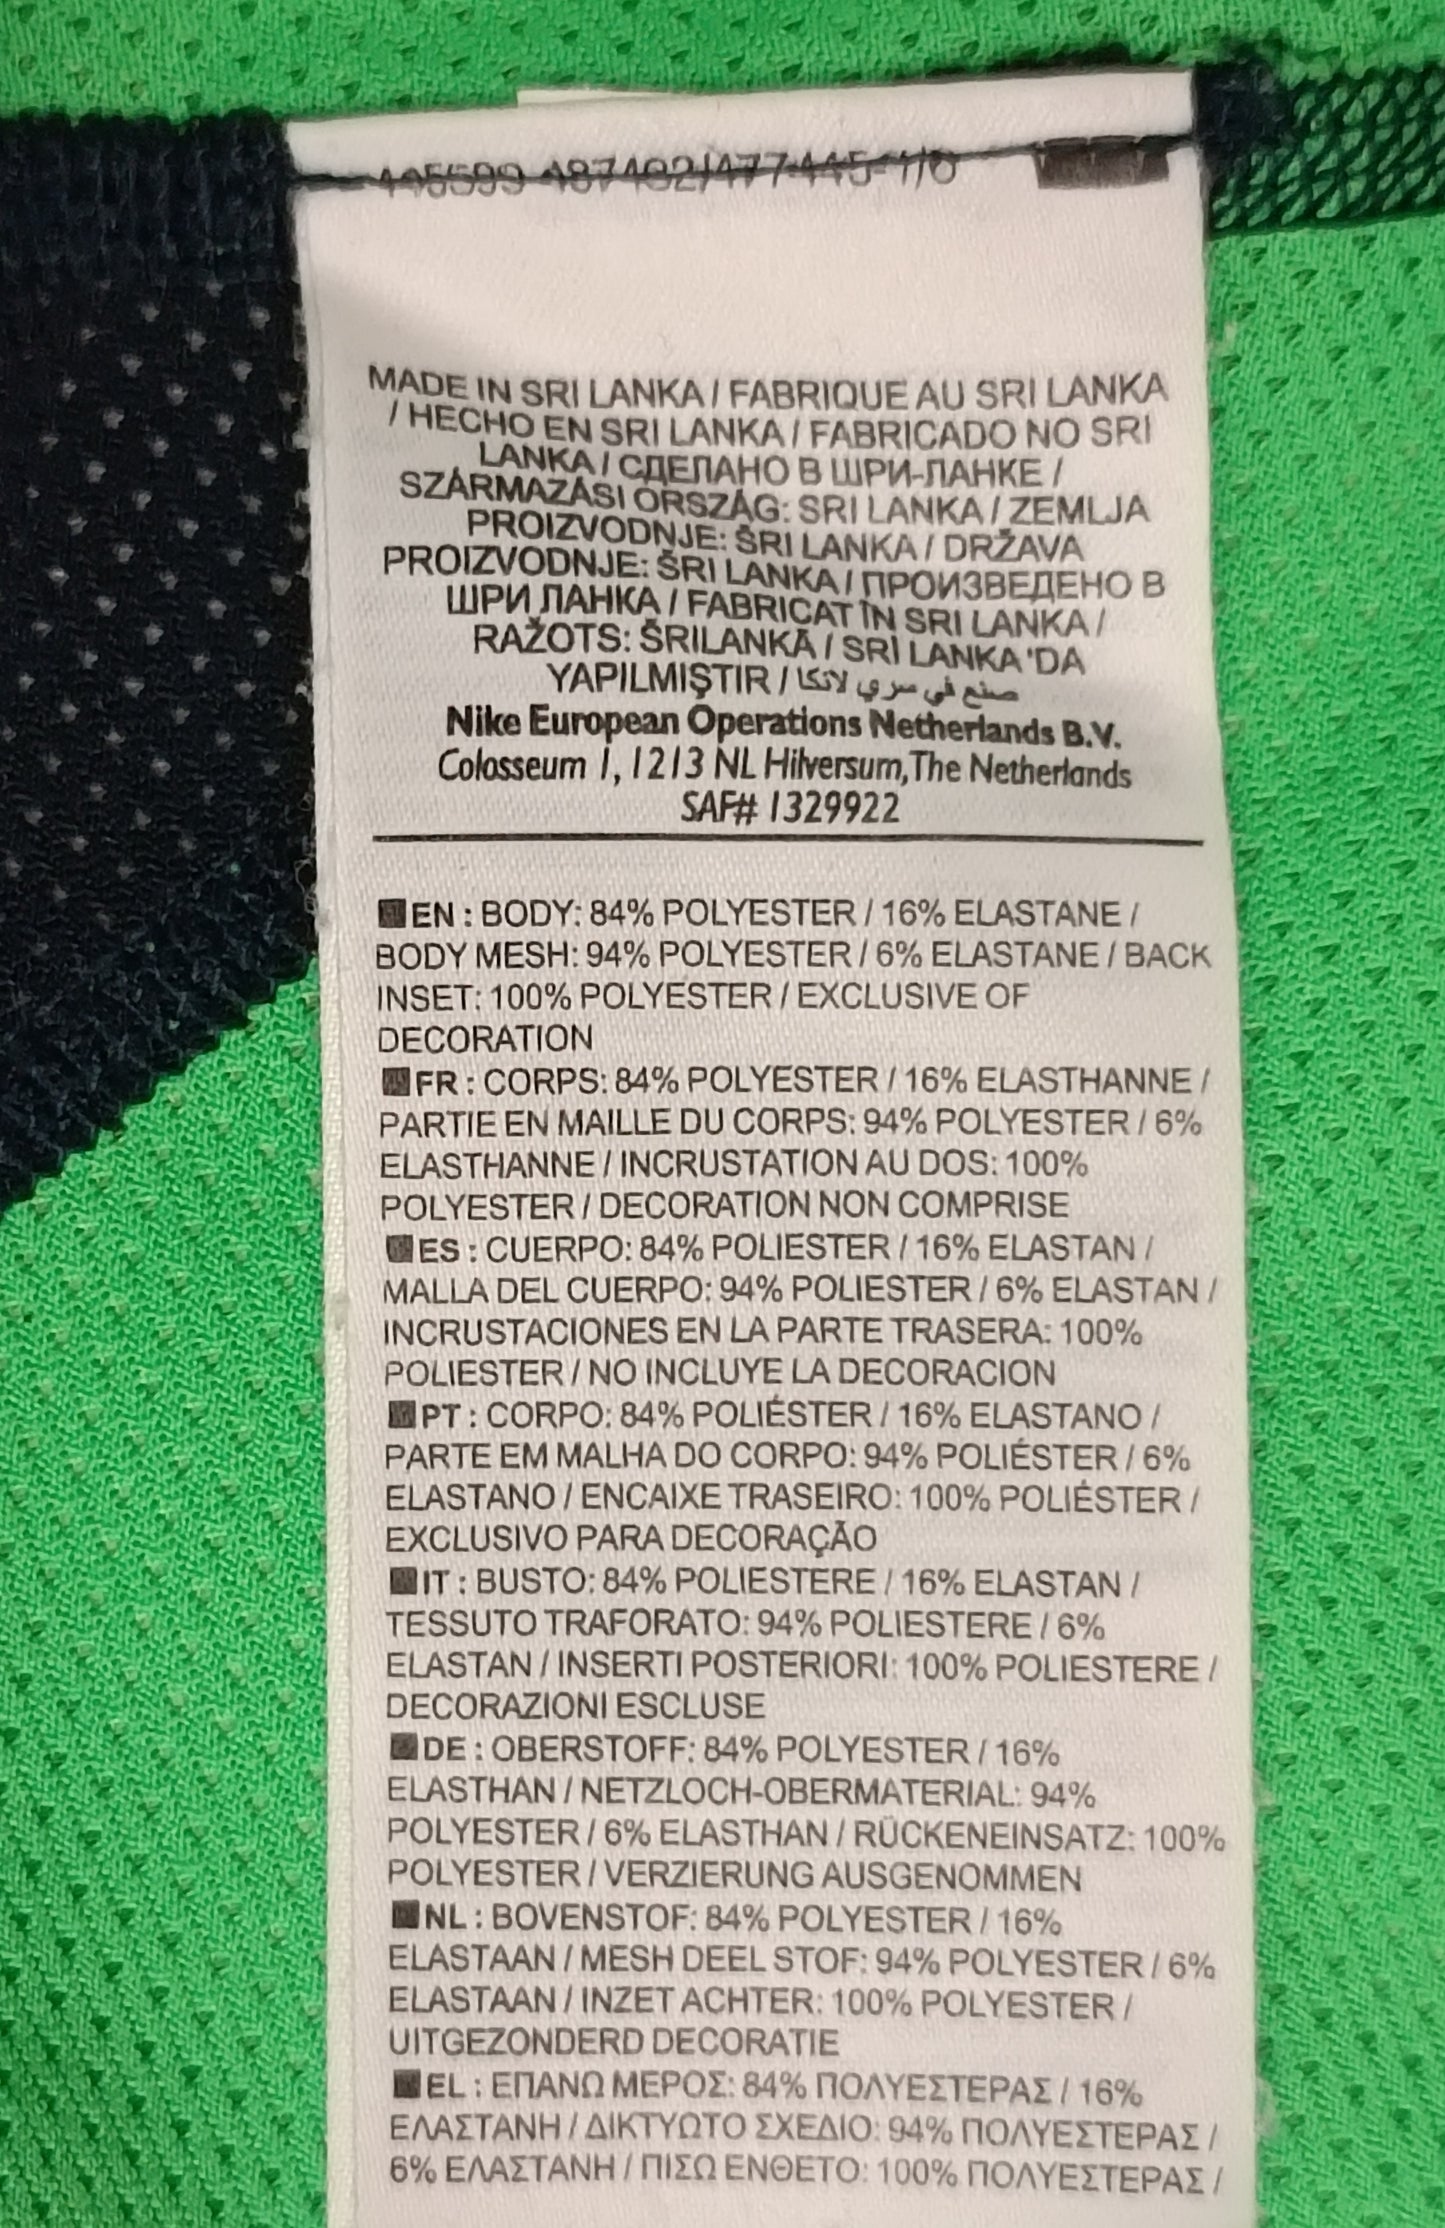 MADE IN SRI LANKA / FABRIQUE AU SRI LANKA
/ HECHO EN SRI LANKA / FABRICADO NO SRI
LANKA / СДЕЛАНО В ШРИ-ЛАНКЕ /
SZÁRMAZÁSI ORSZÁG: SRI LANKA / ZEMLJA
PROIZVODNJE: ŠRI LANKA / DRŽAVA
PROIZVODNJE: ŠRI LANKA / ПРОИЗВЕДЕНО В
ШРИ ЛАНКА / FABRICAT ÎN SRI LANKA /
RAŽOTS: ŠRILANKĀ / SRİ LANKA 'DA
YAPILMIŞTIR / صنع في سري لانكا
Nike European Operations Netherlands B.V.
Colosseum 1, 1213 NL Hilversum, The Netherlands
SAF# 1329922
EN : BODY: 84% POLYESTER / 16% ELASTANE /
BODY MESH: 94% POLYESTER / 6% ELASTANE / BACK
INSET: 100% POLYESTER / EXCLUSIVE OF
DECORATION
FR : CORPS: 84% POLYESTER / 16% ELASTHANNE /
PARTIE EN MAILLE DU CORPS: 94% POLYESTER / 6%
ELASTHANNE / INCRUSTATION AU DOS: 100%
POLYESTER / DECORATION NON COMPRISE
ES : CUERPO: 84% POLIESTER / 16% ELASTAN /
MALLA DEL CUERPO: 94% POLIESTER / 6% ELASTAN /
INCRUSTACIONES EN LA PARTE TRASERA: 100%
POLIESTER / NO INCLUYE LA DECORACION
PT : CORPO: 84% POLIÉSTER / 16% ELASTANO /
PARTE EM MALHA DO CORPO: 94% POLIÉSTER / 6%
ELASTANO / ENCAIXE TRASEIRO: 100% POLIÉSTER /
EXCLUSIVO PARA DECORAÇÃO
IT : BUSTO: 84% POLIESTERE / 16% ELASTAN /
TESSUTO TRAFORATO: 94% POLIESTERE / 6%
ELASTAN / INSERTI POSTERIORI: 100% POLIESTERE /
DECORAZIONI ESCLUSE
DE : OBERSTOFF: 84% POLYESTER / 16%
ELASTHAN / NETZLOCH-OBERMATERIAL: 94%
POLYESTER / 6% ELASTHAN / RÜCKENEINSATZ: 100%
POLYESTER / VERZIERUNG AUSGENOMMEN
NL : BOVENSTOF: 84% POLYESTER / 16%
ELASTAAN / MESH DEEL STOF: 94% POLYESTER / 6%
ELASTAAN / INZET ACHTER: 100% POLYESTER /
UITGEZONDERD DECORATIE
EL : ΕΠΑΝΩ ΜΕΡΟΣ: 84% ΠΟΛΥΕΣΤΕΡΑΣ / 16%
ΕΛΑΣΤΑΝΗ / ΔΙΚΤΥΩΤΟ ΣΧΕΔΙΟ: 94% ΠΟΛΥΕΣΤΕΡΑΣ /
6% ΕΛΑΣΤΑΝΗ / ΠΙΣΩ ΕΝΘΕΤΟ: 100% ΠΟΛΥΕΣΤΕΡΑΣ /